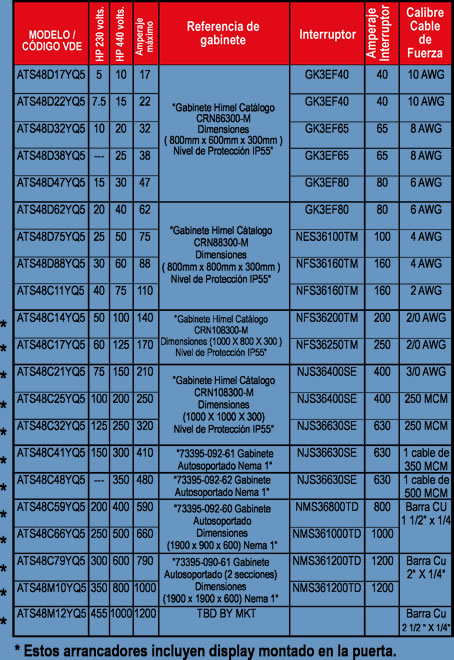 MODELO / CÓDIGO VDE HP 230 volts. HP 440 volts. Amperaje máximo Referencia de gabinete Interruptor Amperaje Interruptor Calibre Cable de Fuerza
ATS48D17YQ5 5 10 17 GK3EF40 40 10 AWG
ATS48D22YQ5 7.5 15 22 GK3EF40 40 10 AWG
"Gabinete Himel Catálogo
CRN86300-M
Dimensiones
( 800mm x 600mm x 300mm )
Nivel de Protección IP55"
ATS48D32YQ5 10 20 32 GK3EF65 65 8 AWG
ATS48D38YQ5 --- 25 38 GK3EF65 65 8 AWG
ATS48D47YQ5 15 30 47 GK3EF80 80 6 AWG
ATS48D62YQ5 20 40 62 GK3EF80 80 6 AWG
"Gabinete Himel Cátalogo
CRN88300-M
Dimensiones
( 800mm x 800mm x 300mm )
Nivel de Protección IP55"
ATS48D75YQ5 25 50 75 NES36100TM 100 4 AWG
ATS48D88YQ5 30 60 88 NFS36160TM 160 4 AWG
ATS48C11YQ5 40 75 110 NFS36160TM 160 2 AWG
* ATS48C14YQ5 50 100 140 NFS36200TM 200 2/0 AWG
"Gabinete Himel Catálogo
CRN108300-M
Dimensiones (1000 X 800 X 300 )
Nivel de Protección IP55"
* ATS48C17YQ5 60 125 170 NFS36250TM 250 2/0 AWG
* ATS48C21YQ5 75 150 210 NJS36400SE 400 3/0 AWG
"Gabinete Himel Cátalogo
CRN108300-M
Dimensiones
(1000 X 1000 X 300)
Nivel de Protección IP55"
* ATS48C25YQ5 100 200 250 NJS36400SE 400 250 MCM
* ATS48C32YQ5 125 250 320 NJS36630SE 630 250 MCM
* ATS48C41YQ5 150 300 410 "73395-092-61 Gabinete Autosoportado Nema 1" NJS36630SE 630 1 cable de 350 MCM
* ATS48C48YQ5 --- 350 480 "73395-092-62 Gabinete Autosoportado Nema 1" NJS36630SE 630 1 cable de 500 MCM
* ATS48C59YQ5 200 400 590 NMS36800TD 800 Barra CU 1 1/2" x 1/4
"73395-090-60 Gabinete
Autosoportado
Dimensiones
(1900 x 900 x 600) Nema 1"
* ATS48C66YQ5 250 500 660 NMS361000TD 1000
* ATS48C79YQ5 300 600 790 NMS361200TD 1200 Barra Cu 2" X 1/4"
"73395-090-61 Gabinete
Autosoportado (2 secciones)
Dimensiones
(1900 x 1900 x 600) Nema 1"
* ATS48M10YQ5 350 800 1000 NMS361200TD 1200
* ATS48M12YQ5 455 1000 1200 TBD BY MKT Barra Cu 2 1/2 " X 1/4"
* Estos arrancadores incluyen display montado en la puerta.